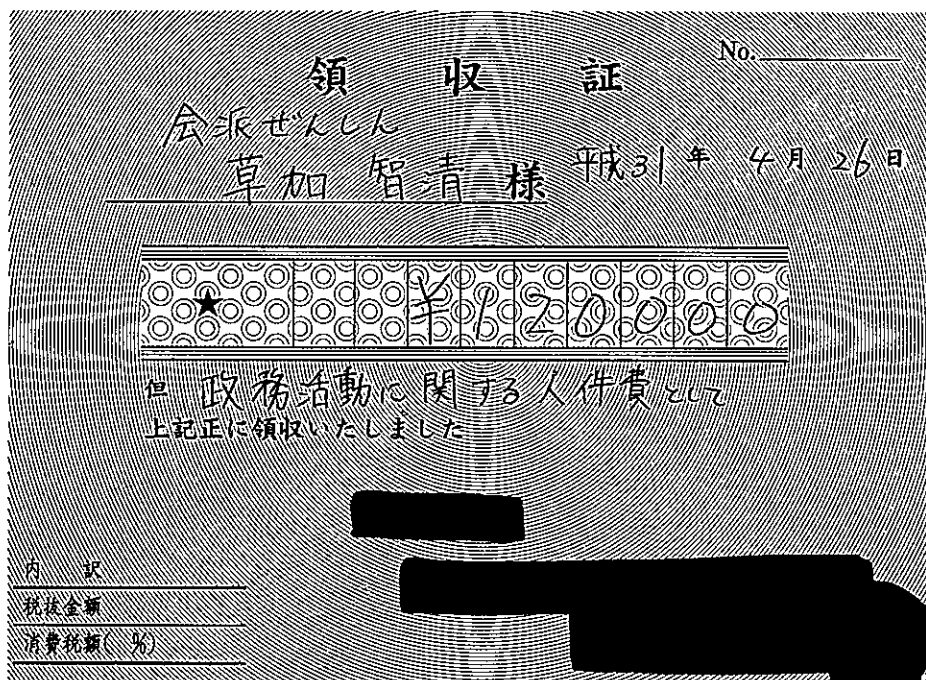 領収証
No.
会派ぜんしん
草加 智清 様
平成31年 4月 26日
★ ¥120,000
但 政務活動に関する人件費として
上記正に領収いたしました
内 訳
税抜金額
消費税額( %)